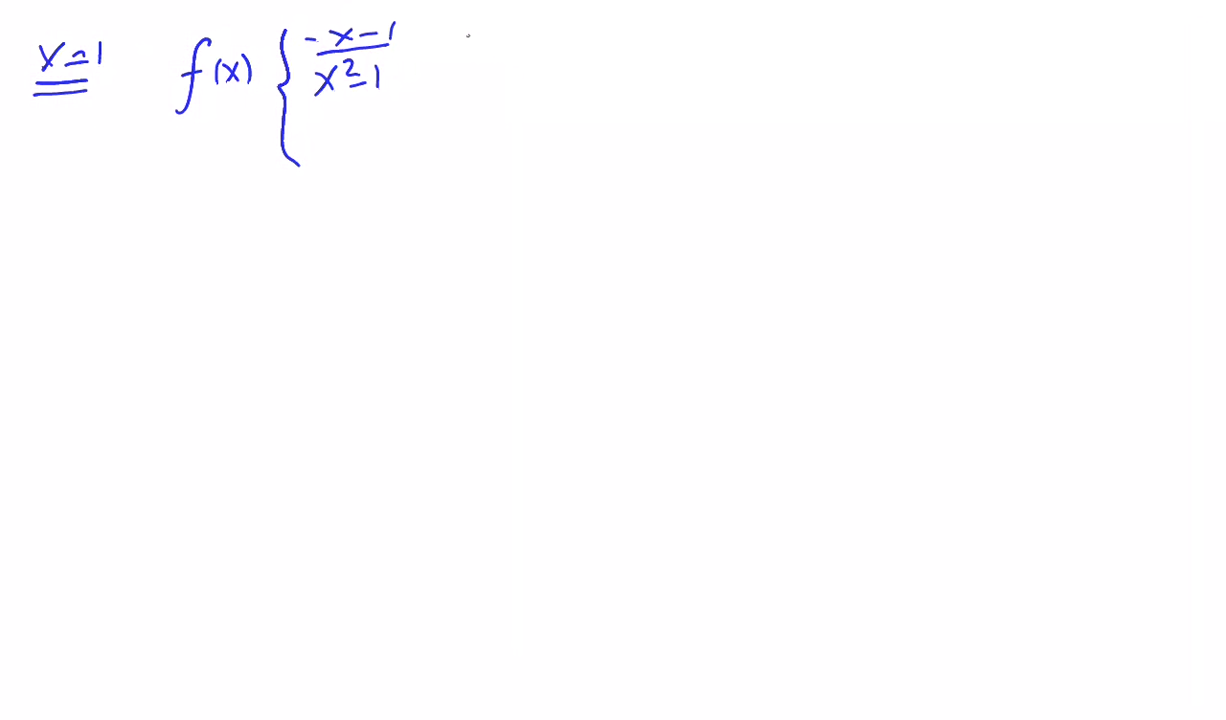 x = 1 f(x) { -x-1
x²-1